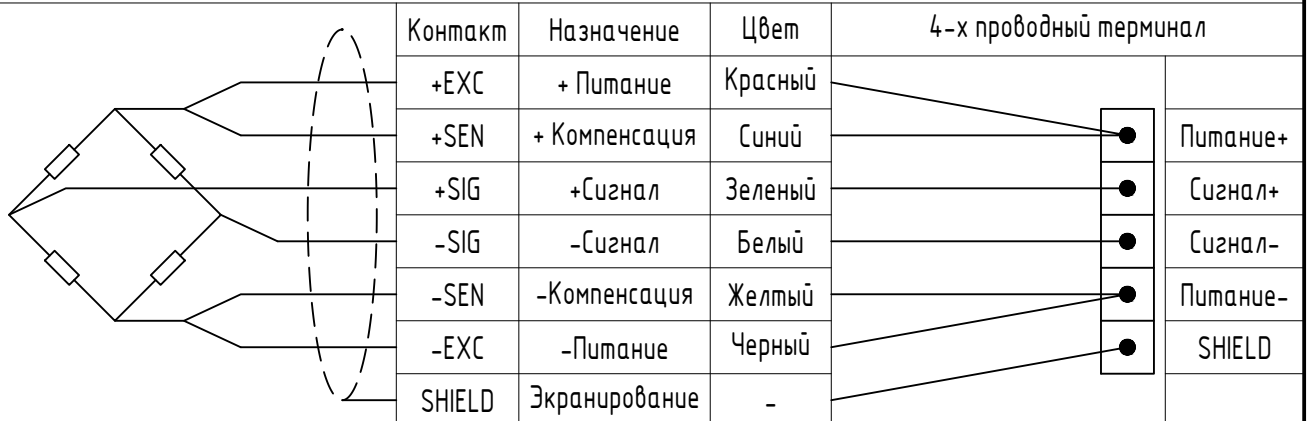 Контакт Назначение Цвет 4-х проводный терминал
+EXC + Питание Красный
+SEN + Компенсация Синий Питание+
+SIG +Сигнал Зеленый Сигнал+
-SIG -Сигнал Белый Сигнал-
-SEN -Компенсация Желтый Питание-
-EXC -Питание Черный SHIELD
SHIELD Экранирование -